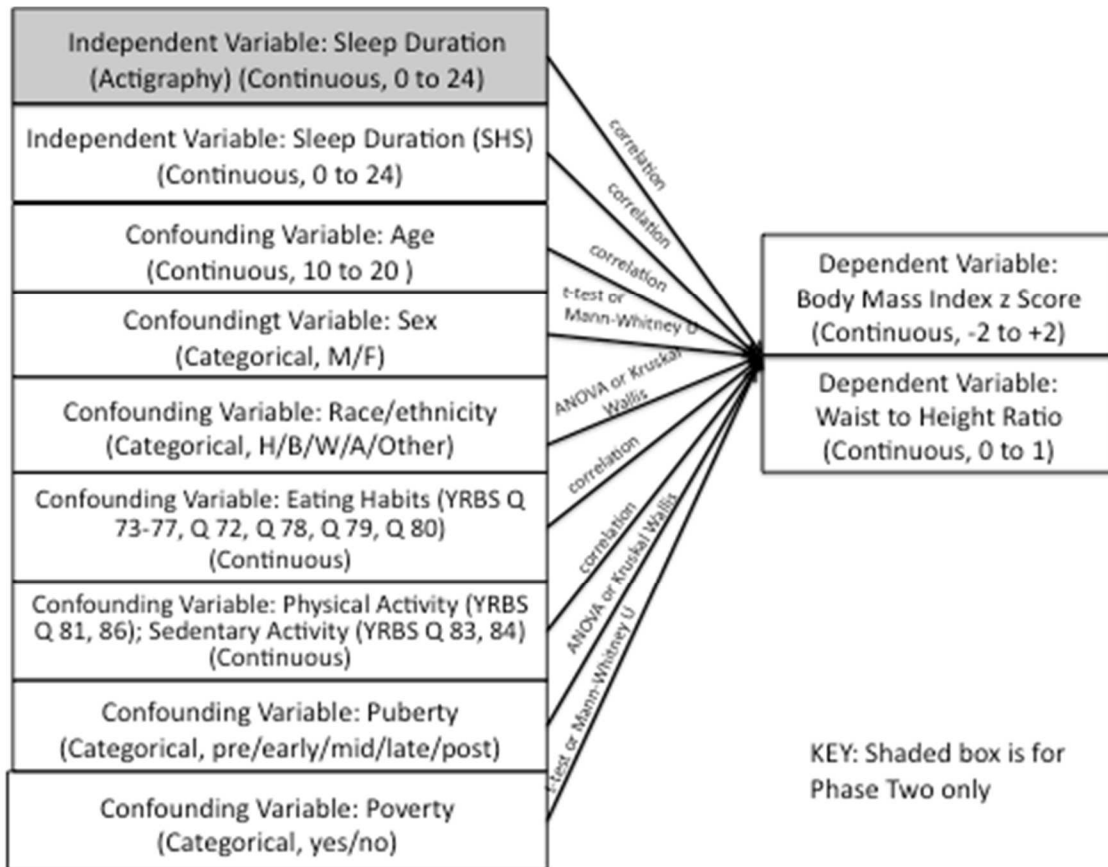 Independent Variable: Sleep Duration
(Actigraphy) (Continuous, 0 to 24)
Independent Variable: Sleep Duration (SHS)
(Continuous, 0 to 24)
Confounding Variable: Age
(Continuous, 10 to 20 )
Confoundingt Variable: Sex
(Categorical, M/F)
Confounding Variable: Race/ethnicity
(Categorical, H/B/W/A/Other)
Confounding Variable: Eating Habits (YRBS Q
73-77, Q 72, Q 78, Q 79, Q 80)
(Continuous)
Confounding Variable: Physical Activity (YRBS
Q 81, 86); Sedentary Activity (YRBS Q 83, 84)
(Continuous)
Confounding Variable: Puberty
(Categorical, pre/early/mid/late/post)
Confounding Variable: Poverty
(Categorical, yes/no)
correlation
correlation
correlation
t-test or
Mann-Whitney U
ANOVA or Kruskal
Wallis
correlation
correlation
ANOVA or Kruskal Wallis
t-test or Mann-Whitney U
Dependent Variable:
Body Mass Index z Score
(Continuous, -2 to +2)
Dependent Variable:
Waist to Height Ratio
(Continuous, 0 to 1)
KEY: Shaded box is for
Phase Two only